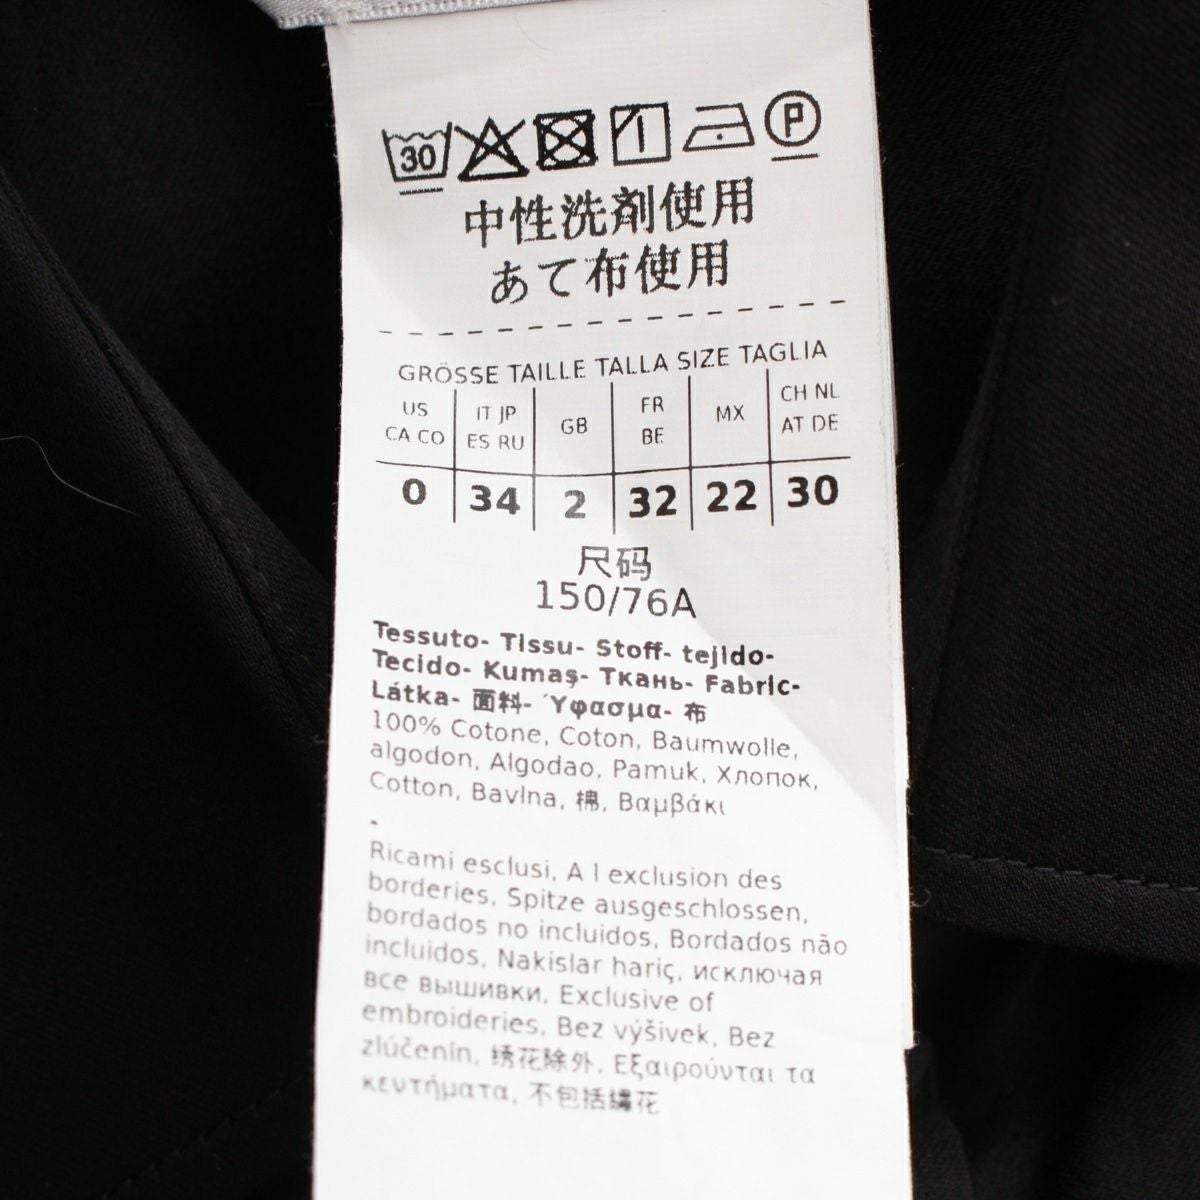 30 P
中性洗剤使用
あて布使用
GRÖSSE TAILLE TALLA SIZE TAGLIA
US IT JP GB FR MX CH NL
CA CO ES RU BE AT DE
0 34 2 32 22 30
尺码
150/76A
Tessuto- Tissu- Stoff- tejido-
Tecido- Kumaş- Ткань- Fabric-
Látka- 面料- Ύφασμα- 布
100% Cotone, Coton, Baumwolle,
algodon, Algodao, Pamuk, Хлопок,
Cotton, Bavlna, 棉, Βαμβάκι
-
Ricami esclusi, A l exclusion des
borderies, Spitze ausgeschlossen,
bordados no incluidos, Bordados não
incluidos, Nakislar hariç, исключая
все вышивки, Exclusive of
embroideries, Bez výšivek, Bez
zlúčenín, 绣花除外, Εξαιρούνται τα
κεντήματα, 不包括繡花